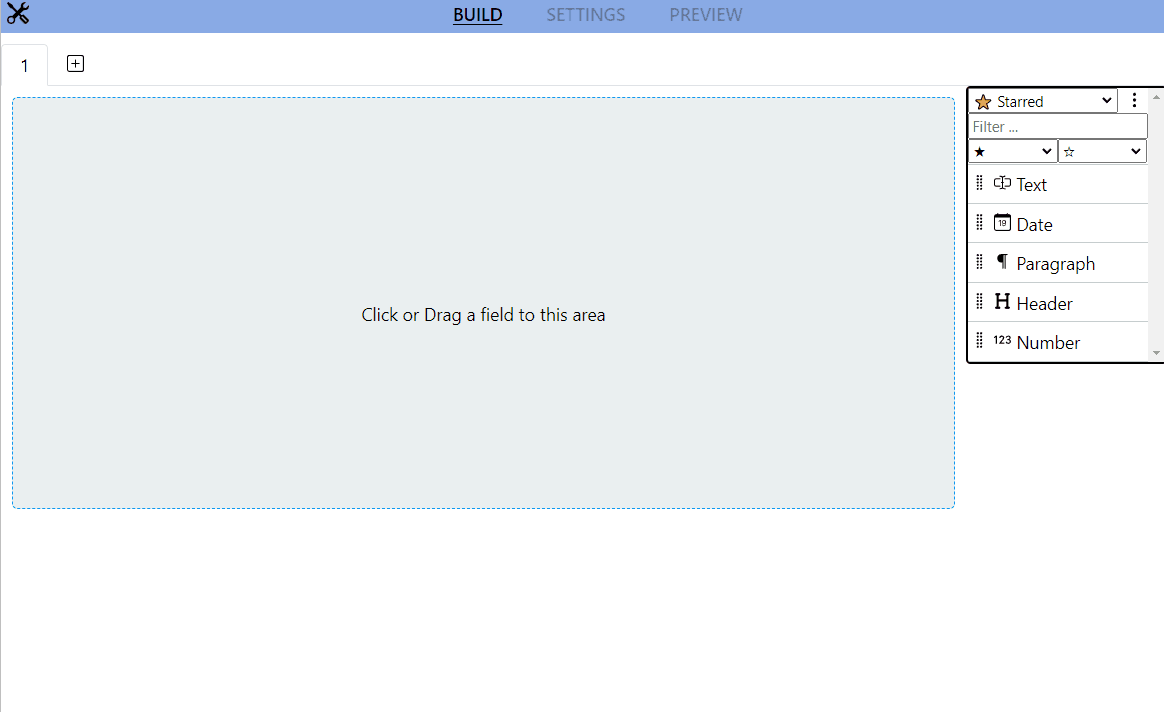 BUILD SETTINGS PREVIEW
1
Starred
Filter ...
★ ☆
Text
19 Date
Paragraph
H Header
123 Number
Click or Drag a field to this area